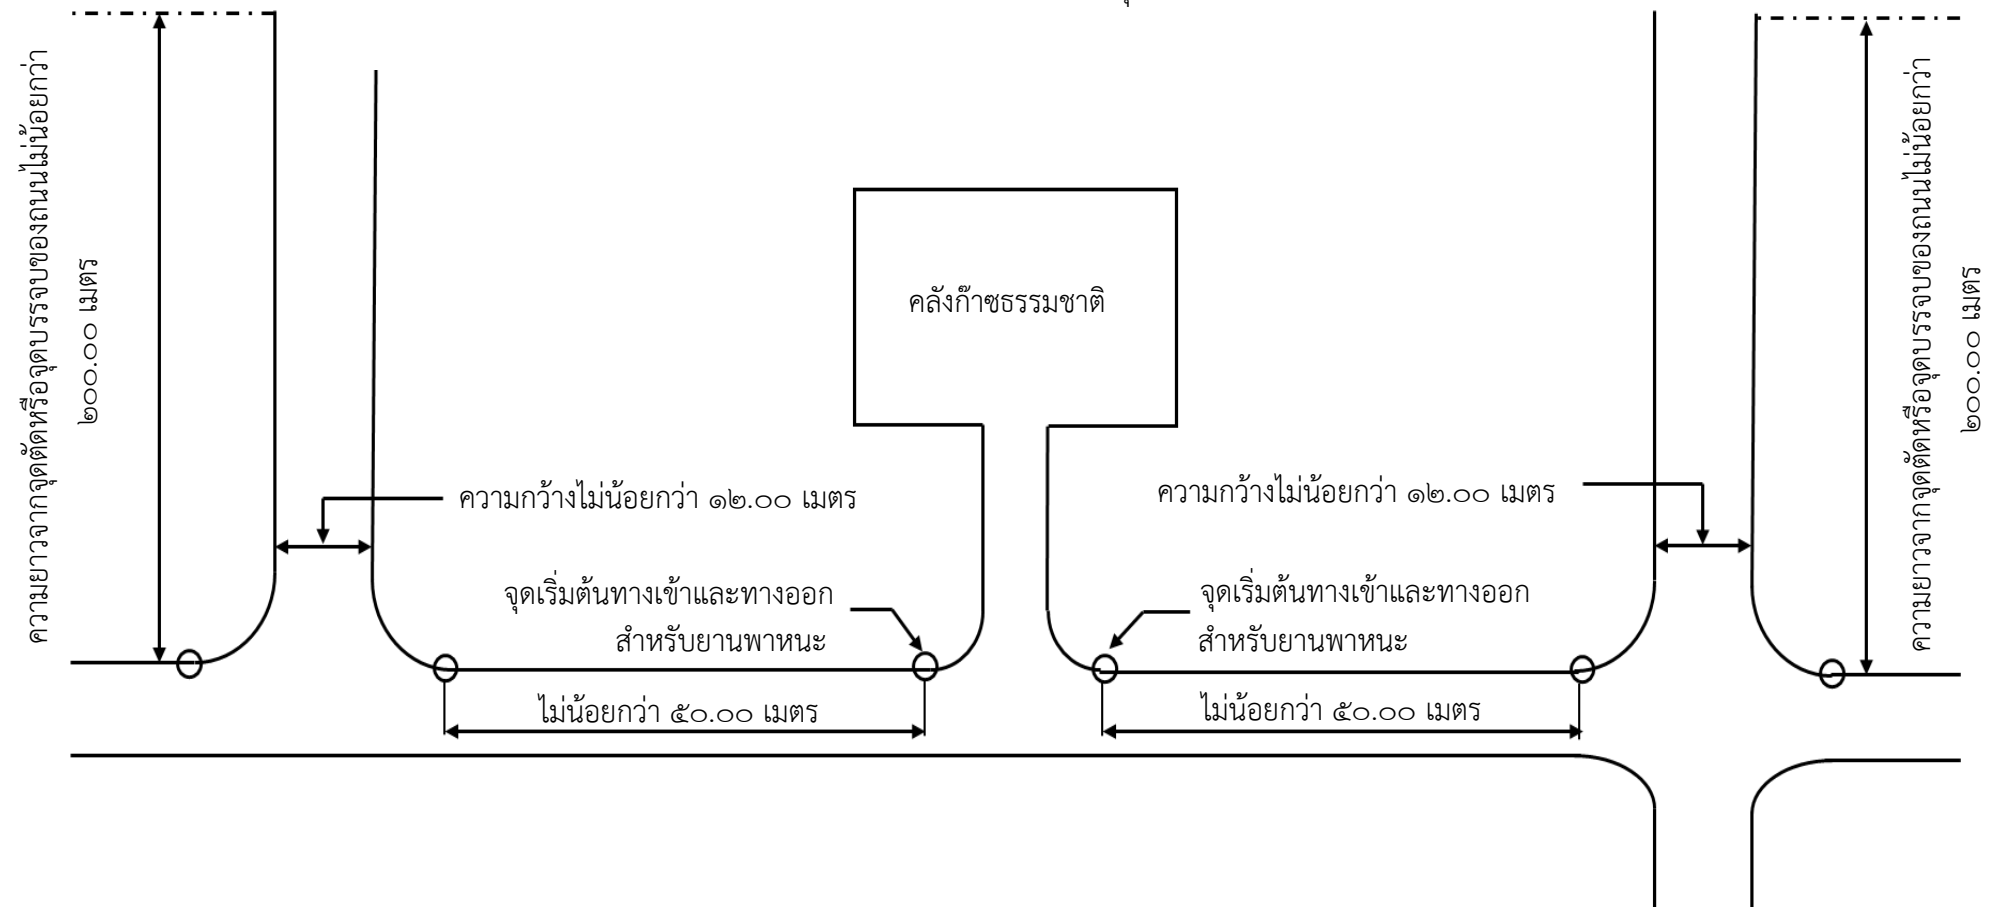 ความยาวจากจุดตัดหรือจุดบรรจบของถนนไม่น้อยกว่า
๒๐๐.๐๐ เมตร
คลังก๊าซธรรมชาติ
ความกว้างไม่น้อยกว่า ๑๒.๐๐ เมตร
ความกว้างไม่น้อยกว่า ๑๒.๐๐ เมตร
จุดเริ่มต้นทางเข้าและทางออก
สำหรับยานพาหนะ
จุดเริ่มต้นทางเข้าและทางออก
สำหรับยานพาหนะ
ไม่น้อยกว่า ๕๐.๐๐ เมตร
ไม่น้อยกว่า ๕๐.๐๐ เมตร
ความยาวจากจุดตัดหรือจุดบรรจบของถนนไม่น้อยกว่า
๒๐๐.๐๐ เมตร